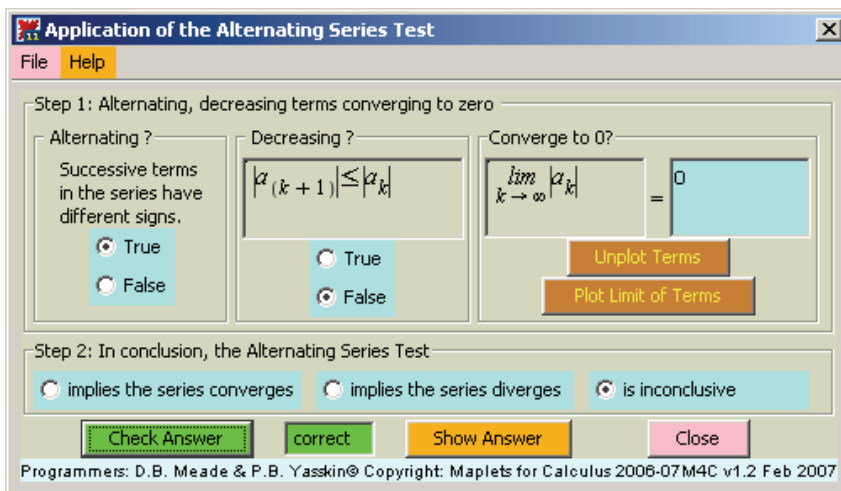 Application of the Alternating Series Test
File Help
Step 1: Alternating, decreasing terms converging to zero
Alternating ?
Successive terms
in the series have
different signs.
True
False
Decreasing ?
|a_(k + 1)|≤|a_k|
True
False
Converge to 0?
lim k → ∞ |a_k| = 0
Unplot Terms
Plot Limit of Terms
Step 2: In conclusion, the Alternating Series Test
implies the series converges implies the series diverges is inconclusive
Check Answer correct Show Answer Close
Programmers: D.B. Meade & P.B. Yasskin© Copyright: Maplets for Calculus 2006-07M4C v1.2 Feb 2007